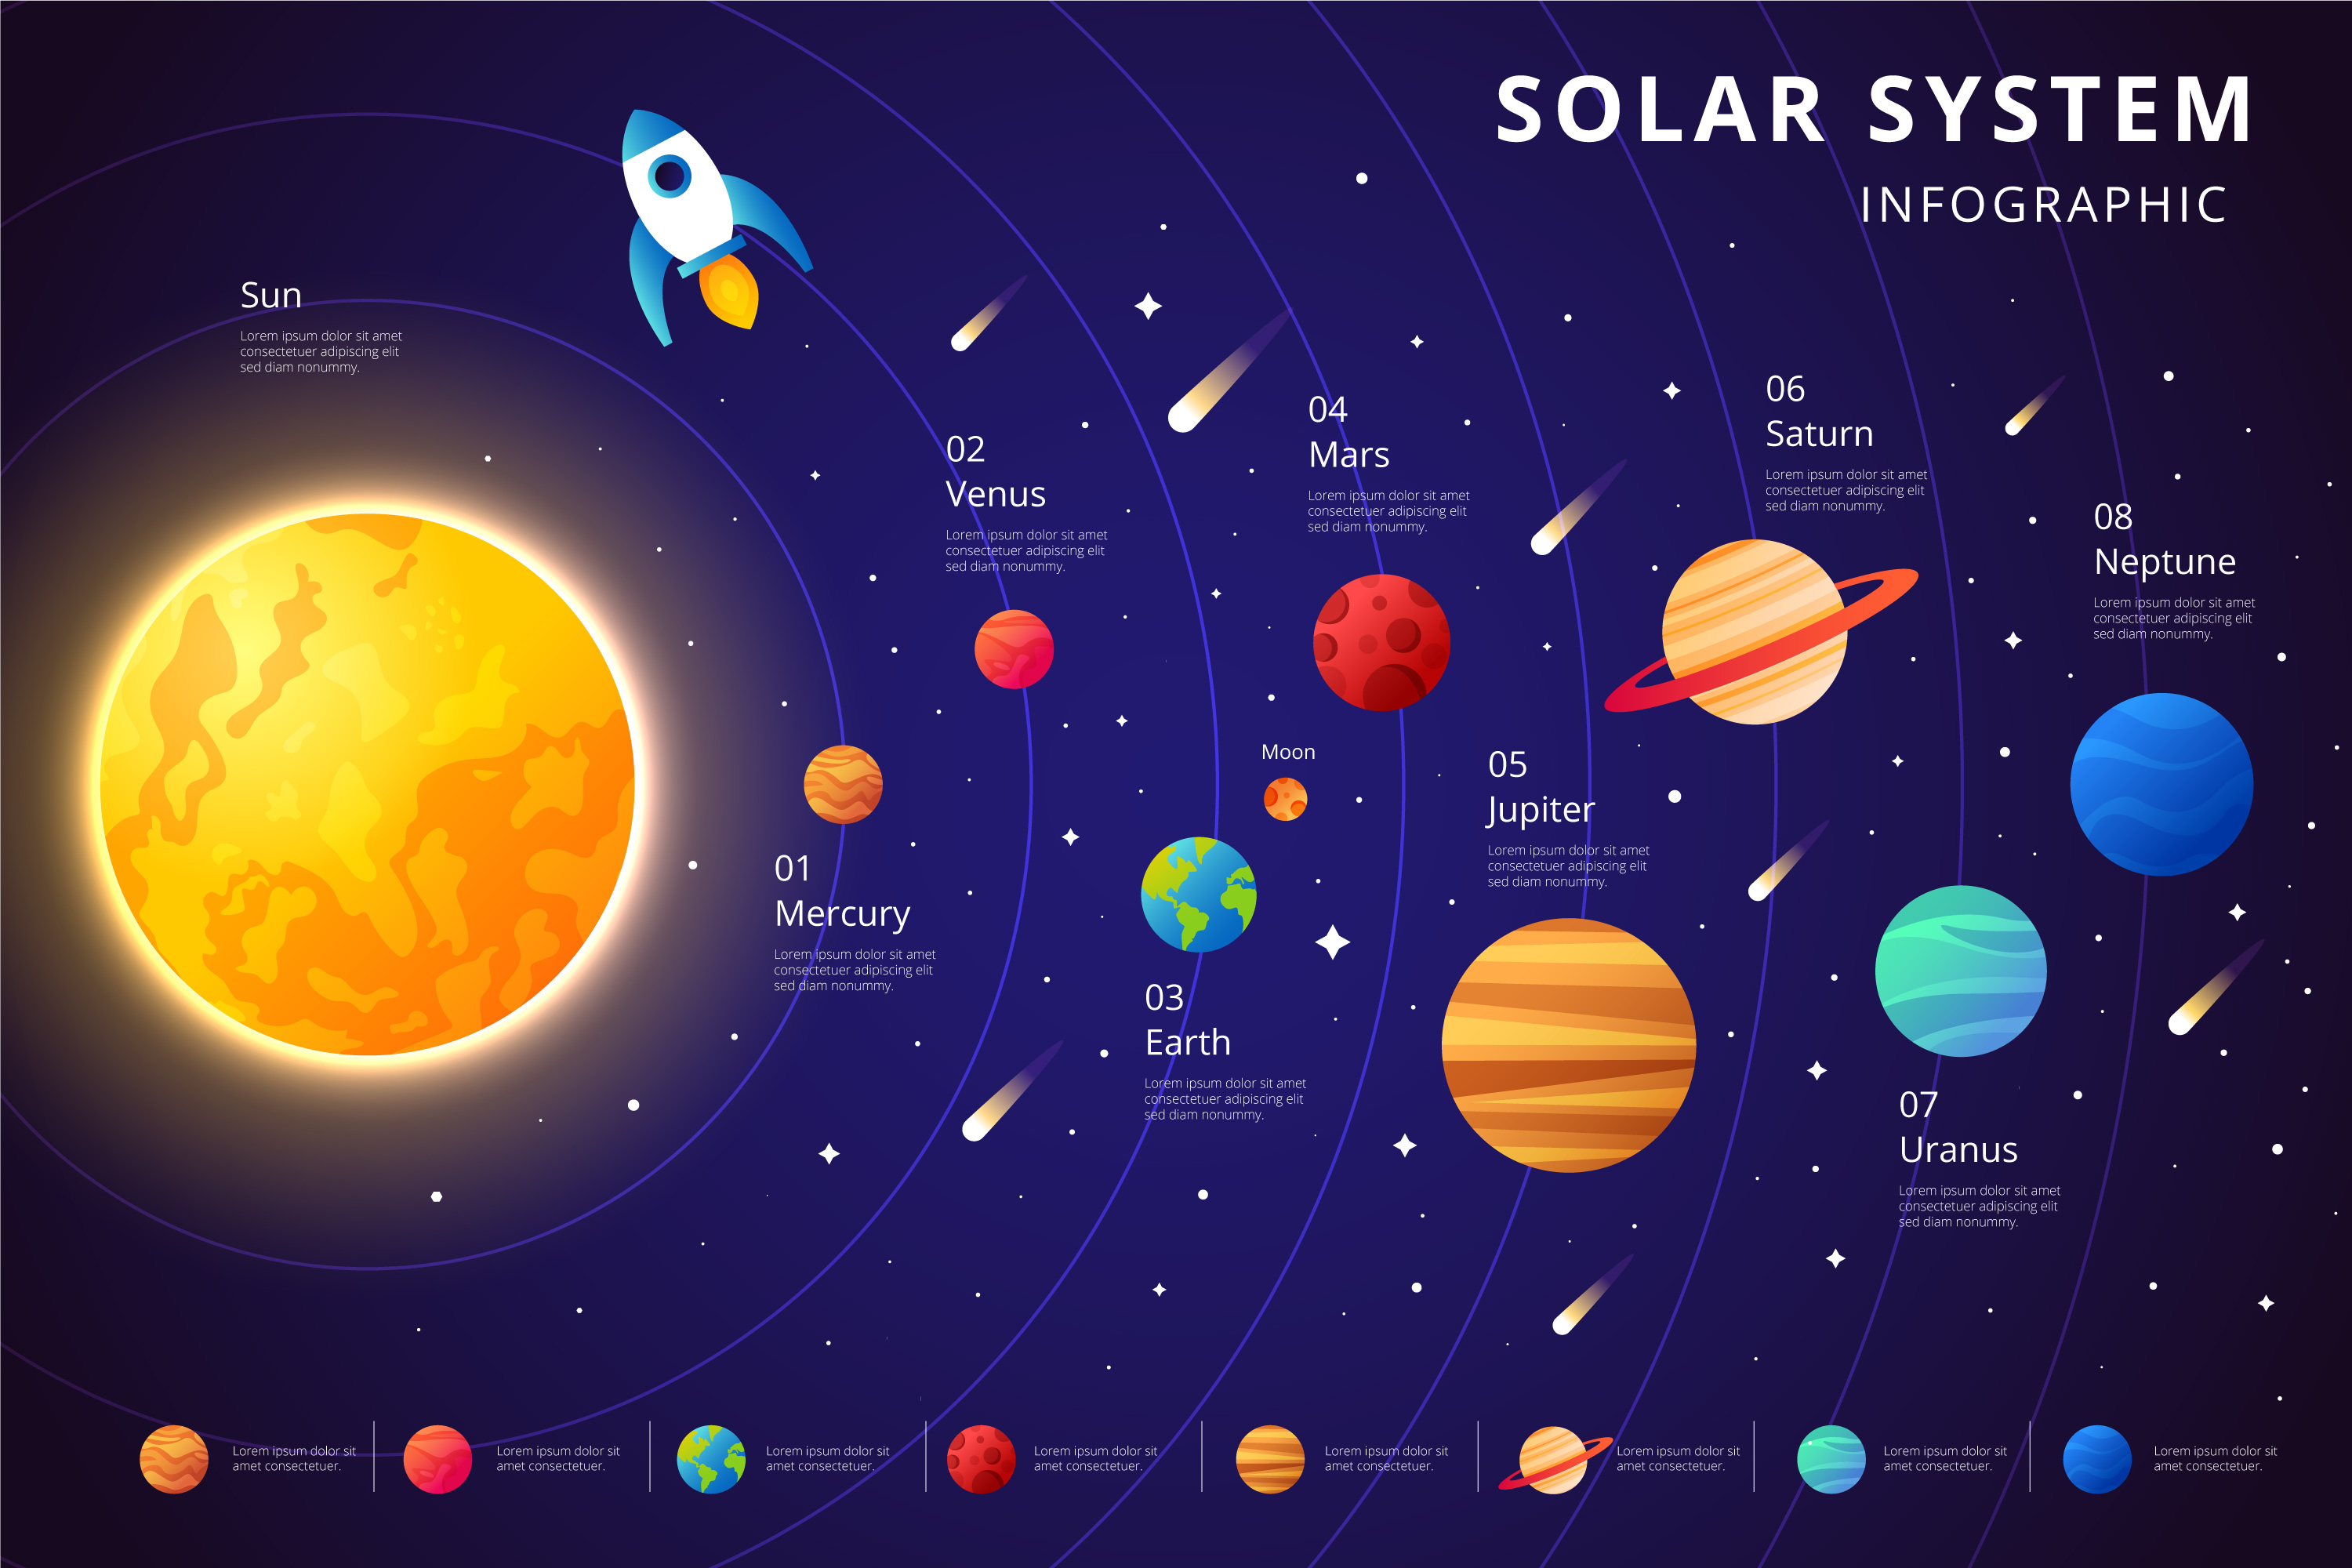 SOLAR SYSTEM
INFOGRAPHIC
Sun
Lorem ipsum dolor sit amet
consectetuer adipiscing elit
sed diam nonummy.
01
Mercury
Lorem ipsum dolor sit amet
consectetuer adipiscing elit
sed diam nonummy.
02
Venus
Lorem ipsum dolor sit amet
consectetuer adipiscing elit
sed diam nonummy.
03
Earth
Lorem ipsum dolor sit amet
consectetuer adipiscing elit
sed diam nonummy.
Moon
04
Mars
Lorem ipsum dolor sit amet
consectetuer adipiscing elit
sed diam nonummy.
05
Jupiter
Lorem ipsum dolor sit amet
consectetuer adipiscing elit
sed diam nonummy.
06
Saturn
Lorem ipsum dolor sit amet
consectetuer adipiscing elit
sed diam nonummy.
07
Uranus
Lorem ipsum dolor sit amet
consectetuer adipiscing elit
sed diam nonummy.
08
Neptune
Lorem ipsum dolor sit amet
consectetuer adipiscing elit
sed diam nonummy.
Lorem ipsum dolor sit
amet consectetuer.
Lorem ipsum dolor sit
amet consectetuer.
Lorem ipsum dolor sit
amet consectetuer.
Lorem ipsum dolor sit
amet consectetuer.
Lorem ipsum dolor sit
amet consectetuer.
Lorem ipsum dolor sit
amet consectetuer.
Lorem ipsum dolor sit
amet consectetuer.
Lorem ipsum dolor sit
amet consectetuer.